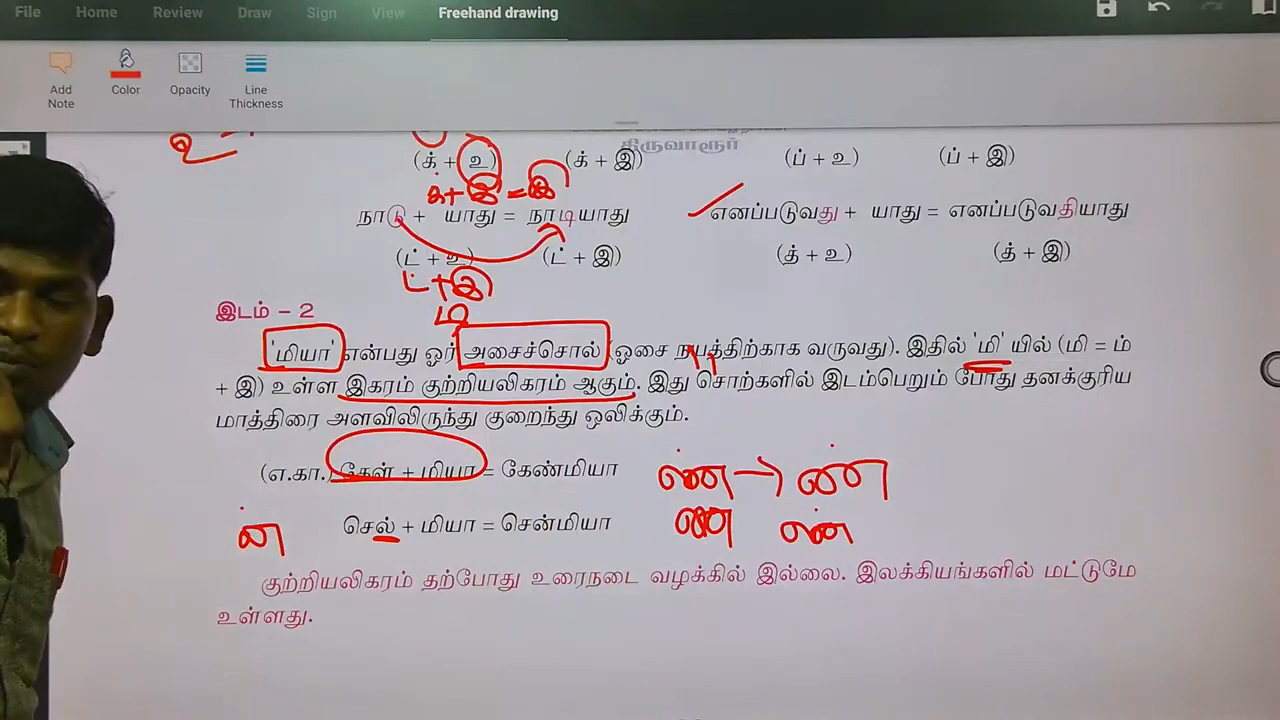 File Home Review Draw Sign View Freehand drawing
Add Note Color Opacity Line Thickness
திருவாரூர்
உ
(க் + உ) (க் + இ) (ப் + உ) (ப் + இ)
க் + இ = இ
நாடு + யாது = நாடியாது எனப்படுவது + யாது = எனப்படுவதியாது
(ட் + உ) (ட் + இ) (த் + உ) (த் + இ)
ட் + இ
இடம் - 2
'மியா' என்பது ஓர் அசைச்சொல் (ஓசை நயத்திற்காக வருவது). இதில் 'மி' யில் (மி = ம்
+ இ) உள்ள இகரம் குற்றியலிகரம் ஆகும். இது சொற்களில் இடம்பெறும் போது தனக்குரிய
மாத்திரை அளவிலிருந்து குறைந்து ஒலிக்கும்.
(எ.கா.) கேள் + மியா = கேண்மியா
செல் + மியா = சென்மியா
குற்றியலிகரம் தற்போது உரைநடை வழக்கில் இல்லை. இலக்கியங்களில் மட்டுமே
உள்ளது.